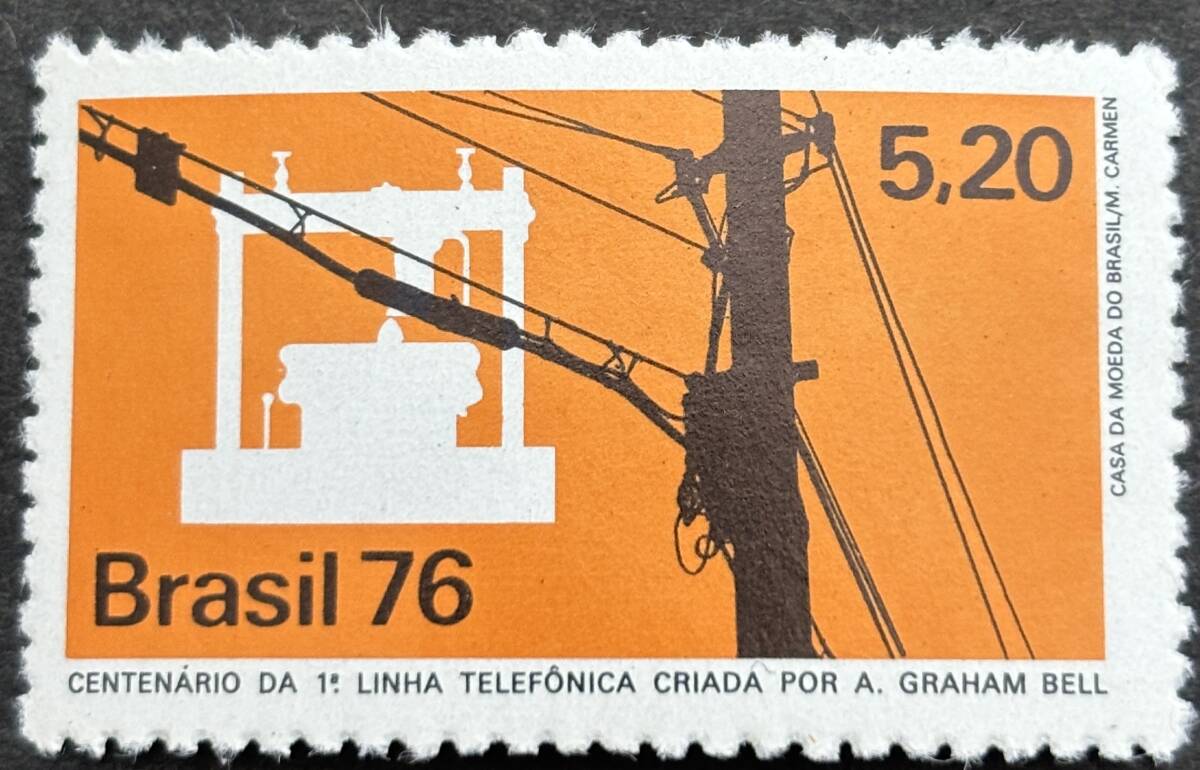 5,20
Brasil 76
CENTENÁRIO DA 1ª LINHA TELEFÔNICA CRIADA POR A. GRAHAM BELL
CASA DA MOEDA DO BRASIL/M. CARMEN